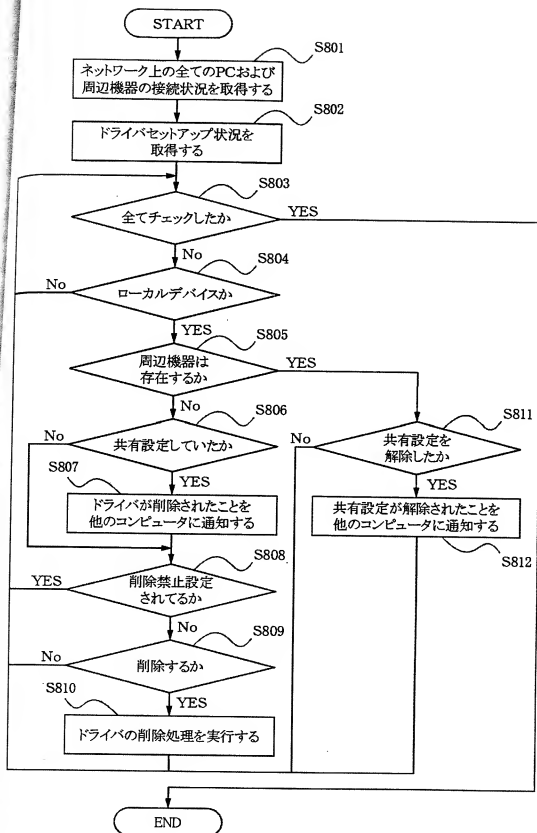 START
S801
ネットワーク上の全てのPCおよび
周辺機器の接続状況を取得する
S802
ドライバセットアップ状況を
取得する
S803
全てチェックしたか
YES
No
S804
No
ローカルデバイスか
YES
S805
周辺機器は
存在するか
YES
No
S806
No
共有設定していたか
YES
S811
No
共有設定を
解除したか
YES
S807
ドライバが削除されたことを
他のコンピュータに通知する
共有設定が解除されたことを
他のコンピュータに通知する
S812
S808
YES
削除禁止設定
されてるか
No
S809
No
削除するか
YES
S810
ドライバの削除処理を実行する
END